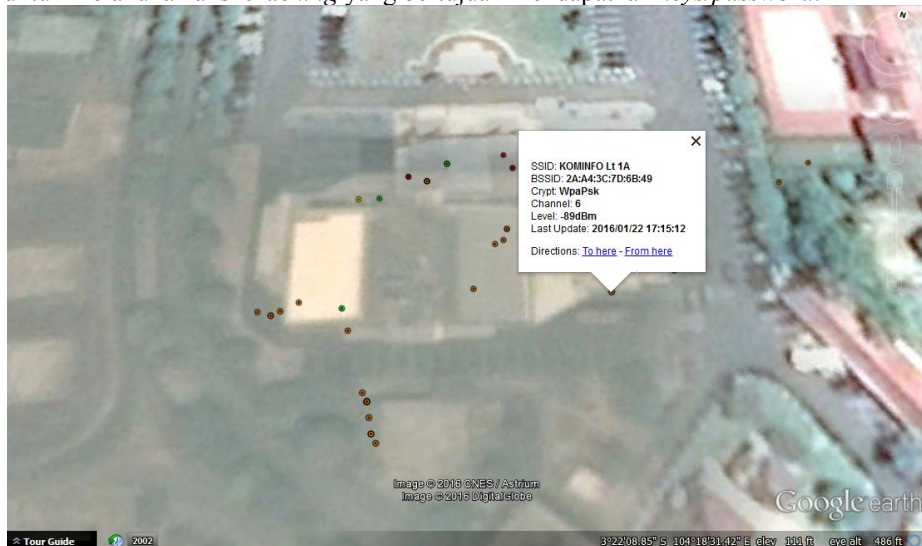 yang bertujuan
SSID: KOMINFO Lt 1A
BSSID: 2A:A4:3C:7D:6B:49
Crypt: WpaPsk
Channel: 6
Level: -89dBm
Last Update: 2016/01/22 17:15:12
Directions: To here - From here
N
Image © 2016 CNES / Astrium
Image © 2016 DigitalGlobe
Google earth
Tour Guide 2002 3°22'08.85" S 104°18'31.42" E elev 111 ft eye alt 486 ft